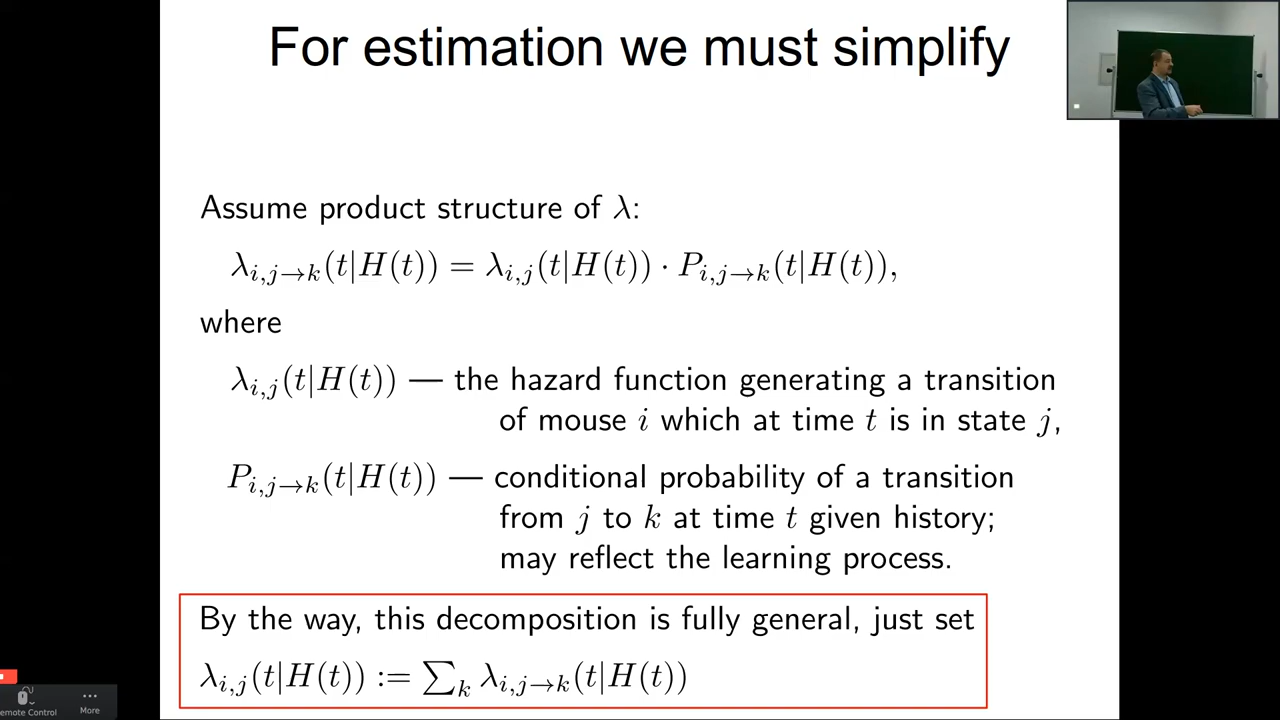 For estimation we must simplify
Assume product structure of λ:
λ_{i,j→k}(t|H(t)) = λ_{i,j}(t|H(t)) · P_{i,j→k}(t|H(t)),
where
λ_{i,j}(t|H(t)) — the hazard function generating a transition
of mouse i which at time t is in state j,
P_{i,j→k}(t|H(t)) — conditional probability of a transition
from j to k at time t given history;
may reflect the learning process.
By the way, this decomposition is fully general, just set
λ_{i,j}(t|H(t)) := ∑_k λ_{i,j→k}(t|H(t))
emote Control
More